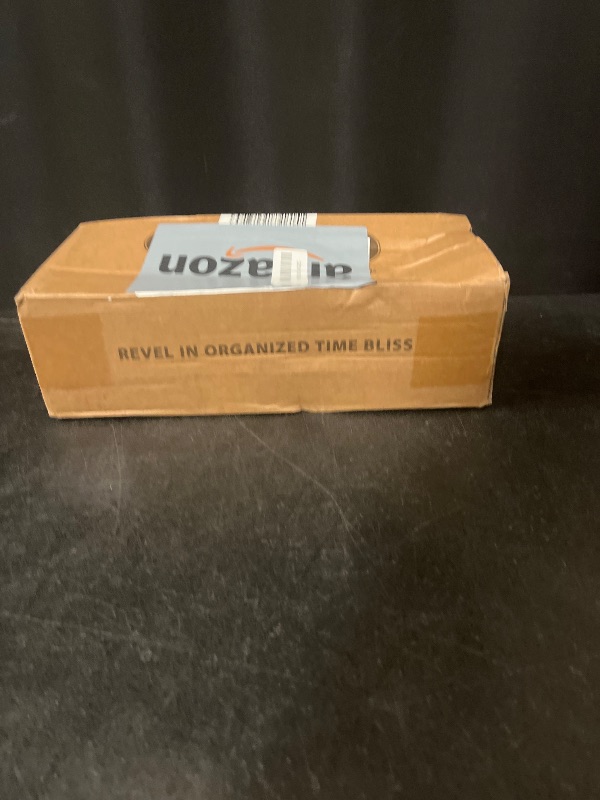 amazon
REVEL IN ORGANIZED TIME BLISS